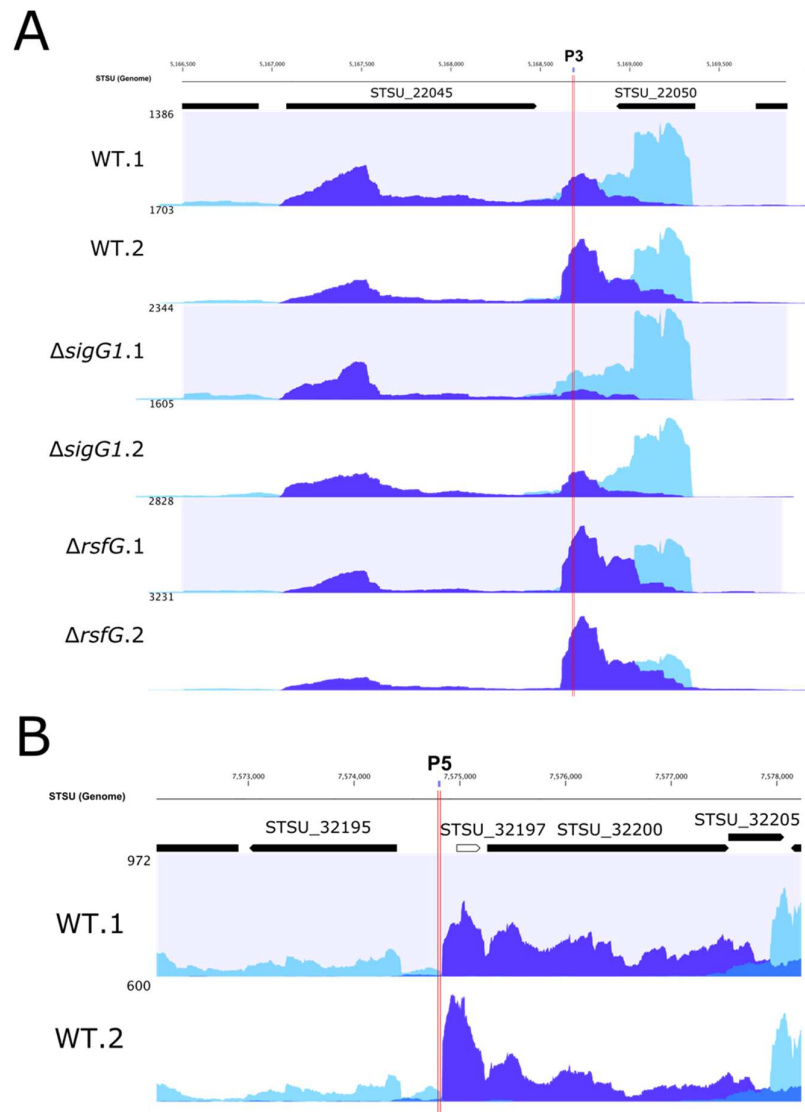 A
P3
5,166,500 5,167,000 5,167,500 5,168,000 5,168,500 5,169,000 5,169,500
STSU (Genome)
STSU_22045 STSU_22050
1386
WT.1
1703
WT.2
2344
ΔsigG1.1
1605
ΔsigG1.2
2828
ΔrsfG.1
3231
ΔrsfG.2
B
P5
7,573,000 7,574,000 7,575,000 7,576,000 7,577,000 7,578,000
STSU (Genome)
STSU_32195 STSU_32197 STSU_32200 STSU_32205
972
WT.1
600
WT.2